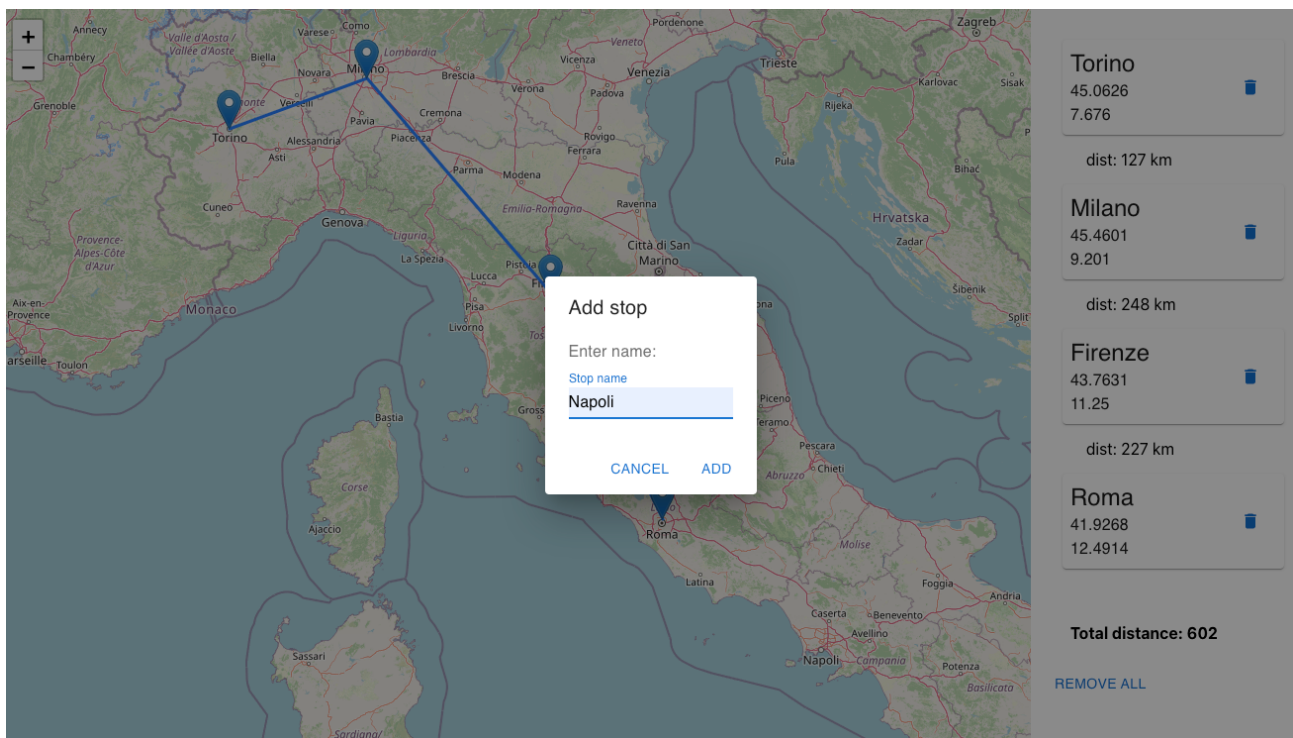 +
−
Annecy
Chambéry
Grenoble
Valle d'Aosta /
Vallée d'Aoste
Biella
Varese
Como
Lombardia
Novara
Vercelli
Torino
Asti
Alessandria
Pavia
Piacenza
Cremona
Brescia
Verona
Vicenza
Veneto
Padova
Venezia
Pordenone
Trieste
Rovigo
Ferrara
Parma
Modena
Emilia-Romagna
Ravenna
Cuneo
Genova
Liguria
La Spezia
Lucca
Pisa
Livorno
Città di San
Marino
Provence-
Alpes-Côte
d'Azur
Aix-en-
Provence
Toulon
Monaco
Bastia
Corse
Ajaccio
Sassari
Sardigna/
Zagreb
Karlovac
Sisak
Rijeka
Pula
Bihać
Hrvatska
Zadar
Šibenik
Split
Pescara
Chieti
Abruzzo
Roma
Latina
Molise
Foggia
Andria
Caserta
Benevento
Avellino
Napoli
Campania
Potenza
Basilicata
Add stop
Enter name:
Stop name
Napoli
CANCEL
ADD
Torino
45.0626
7.676
dist: 127 km
Milano
45.4601
9.201
dist: 248 km
Firenze
43.7631
11.25
dist: 227 km
Roma
41.9268
12.4914
Total distance: 602
REMOVE ALL